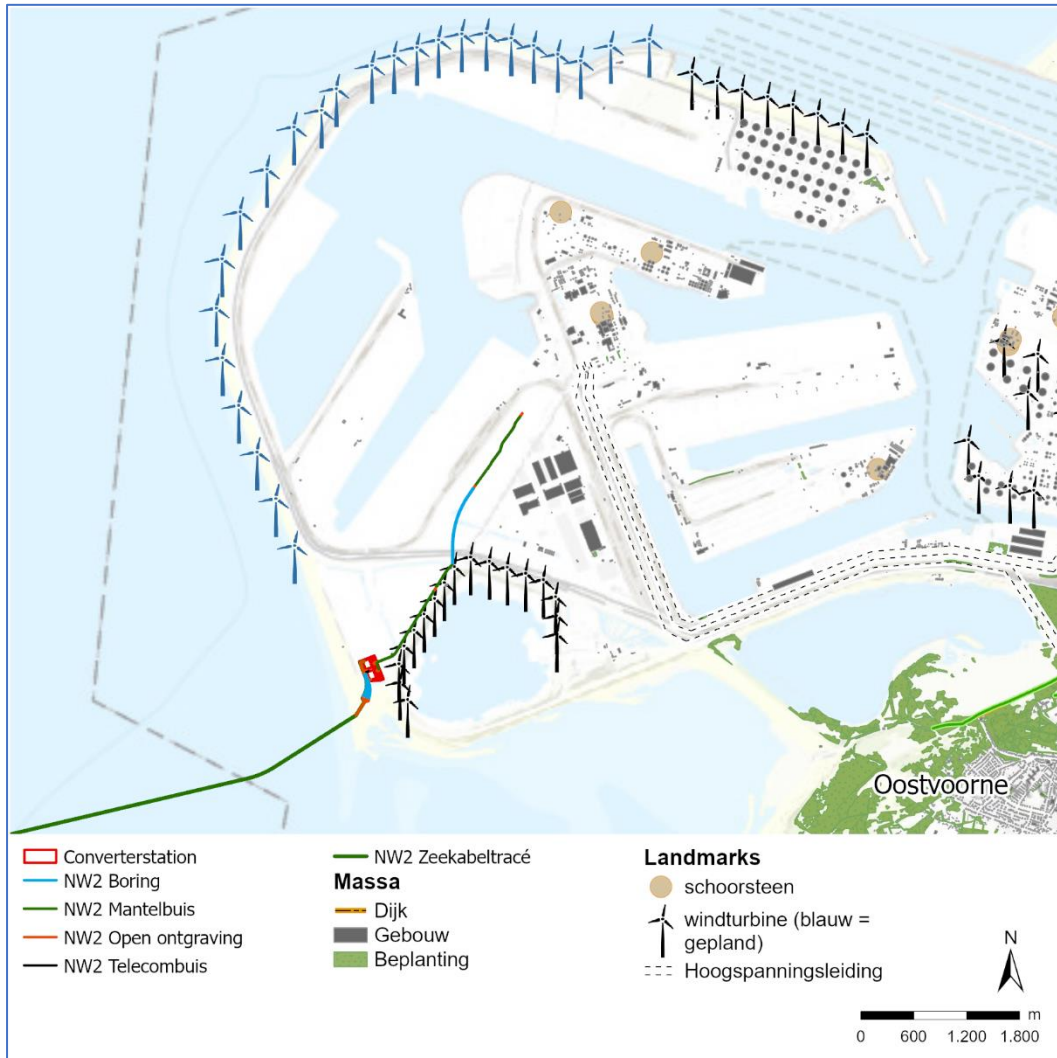 Oostvoorne
Converterstation
NW2 Boring
NW2 Mantelbuis
NW2 Open ontgraving
NW2 Telecombuis
NW2 Zeekabeltracé
Massa
Dijk
Gebouw
Beplanting
Landmarks
schoorsteen
windturbine (blauw =
gepland)
Hoogspanningsleiding
N
m
0 600 1.200 1.800